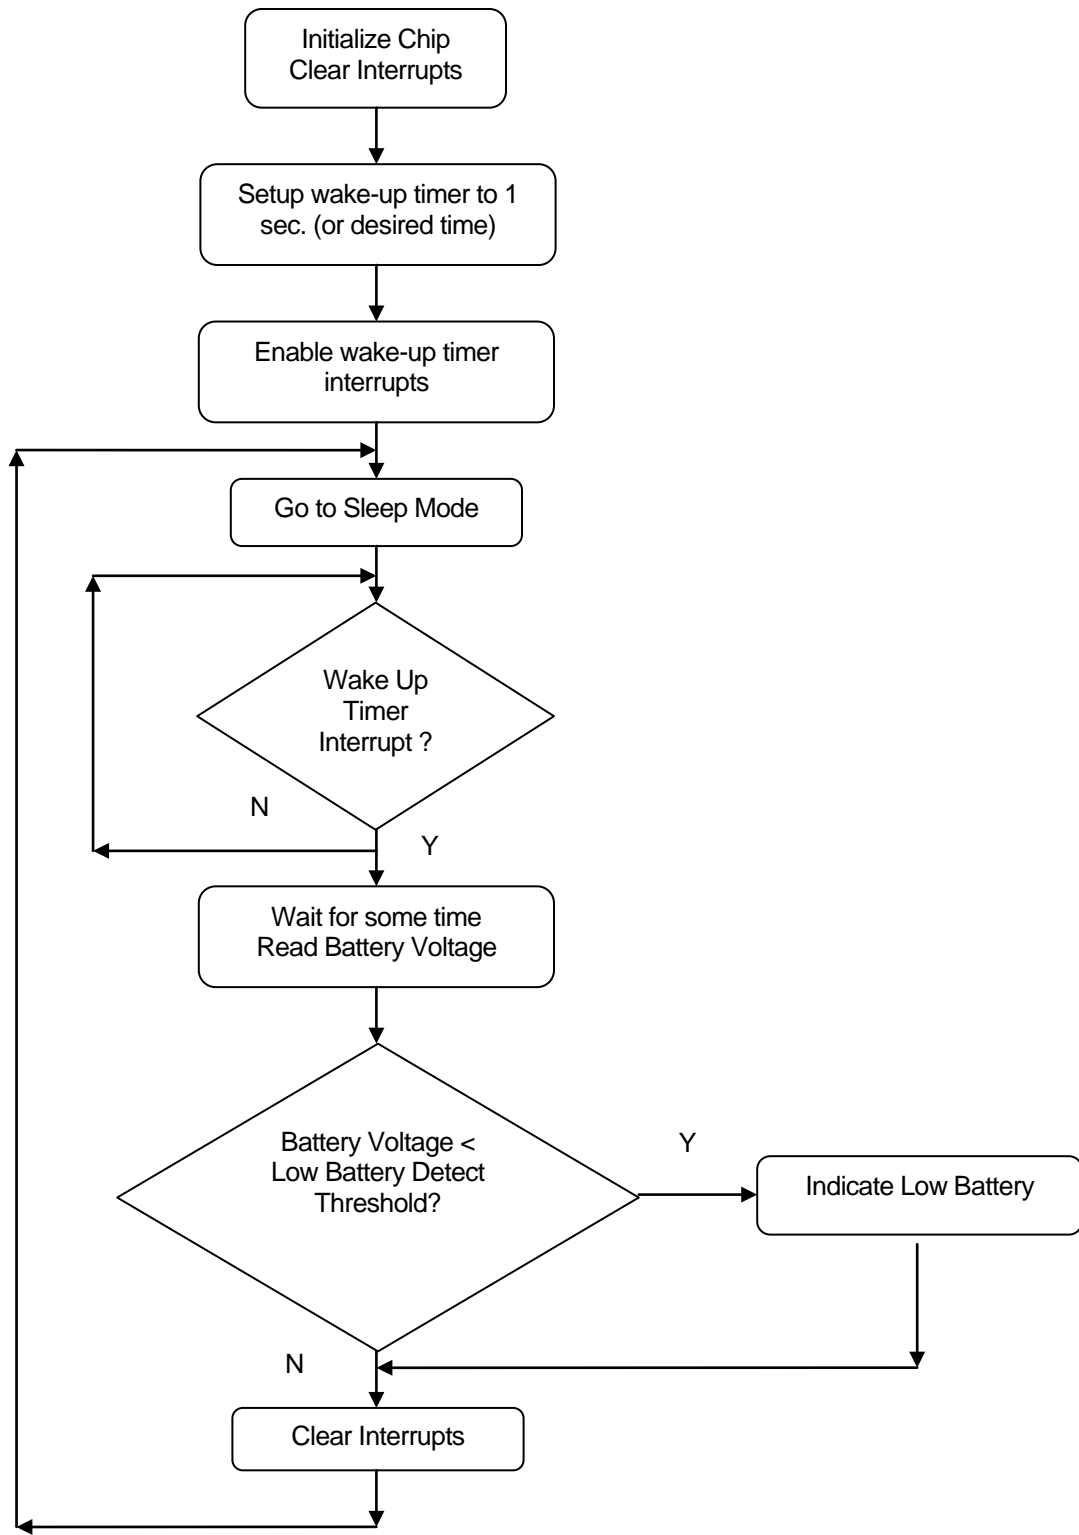 Initialize Chip
Clear Interrupts
Setup wake-up timer to 1
sec. (or desired time)
Enable wake-up timer
interrupts
Go to Sleep Mode
Wake Up
Timer
Interrupt ?
N
Y
Wait for some time
Read Battery Voltage
Battery Voltage <
Low Battery Detect
Threshold?
Y
Indicate Low Battery
N
Clear Interrupts